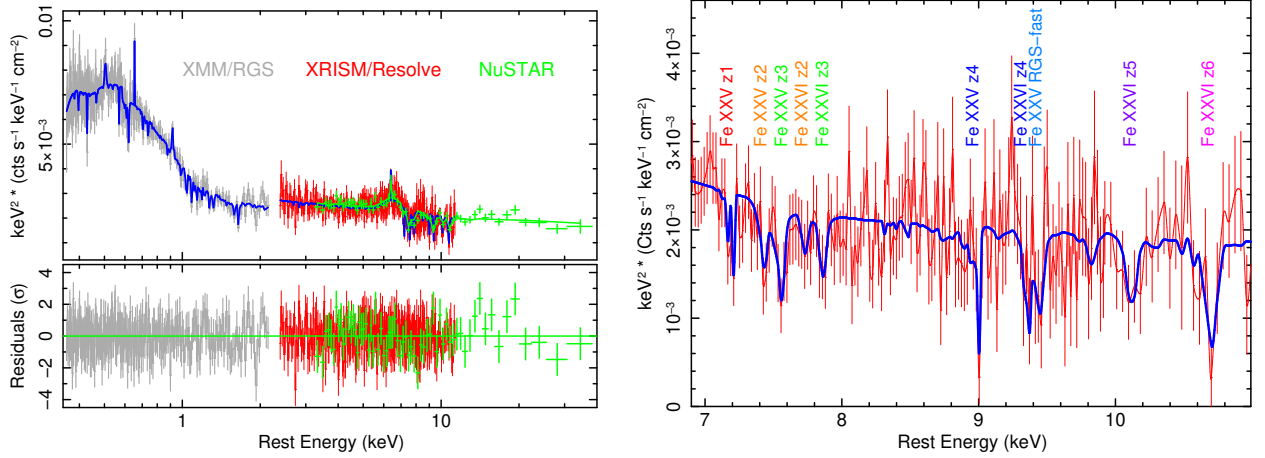 XMM/RGS XRISM/Resolve NuSTAR
0.01
5×10⁻³
keV² * (cts s⁻¹ keV⁻¹ cm⁻²)
4
2
0
−2
−4
Residuals (σ)
1 10
Rest Energy (keV)
Fe XXV z1
Fe XXV z2
Fe XXV z3
Fe XXVI z2
Fe XXVI z3
Fe XXV z4
Fe XXVI z4
Fe XXVI RGS−fast
Fe XXVI z5
Fe XXVI z6
4×10⁻³
3×10⁻³
2×10⁻³
10⁻³
0
keV² * (Cts s⁻¹ keV⁻¹ cm⁻²)
7 8 9 10
Rest Energy (keV)